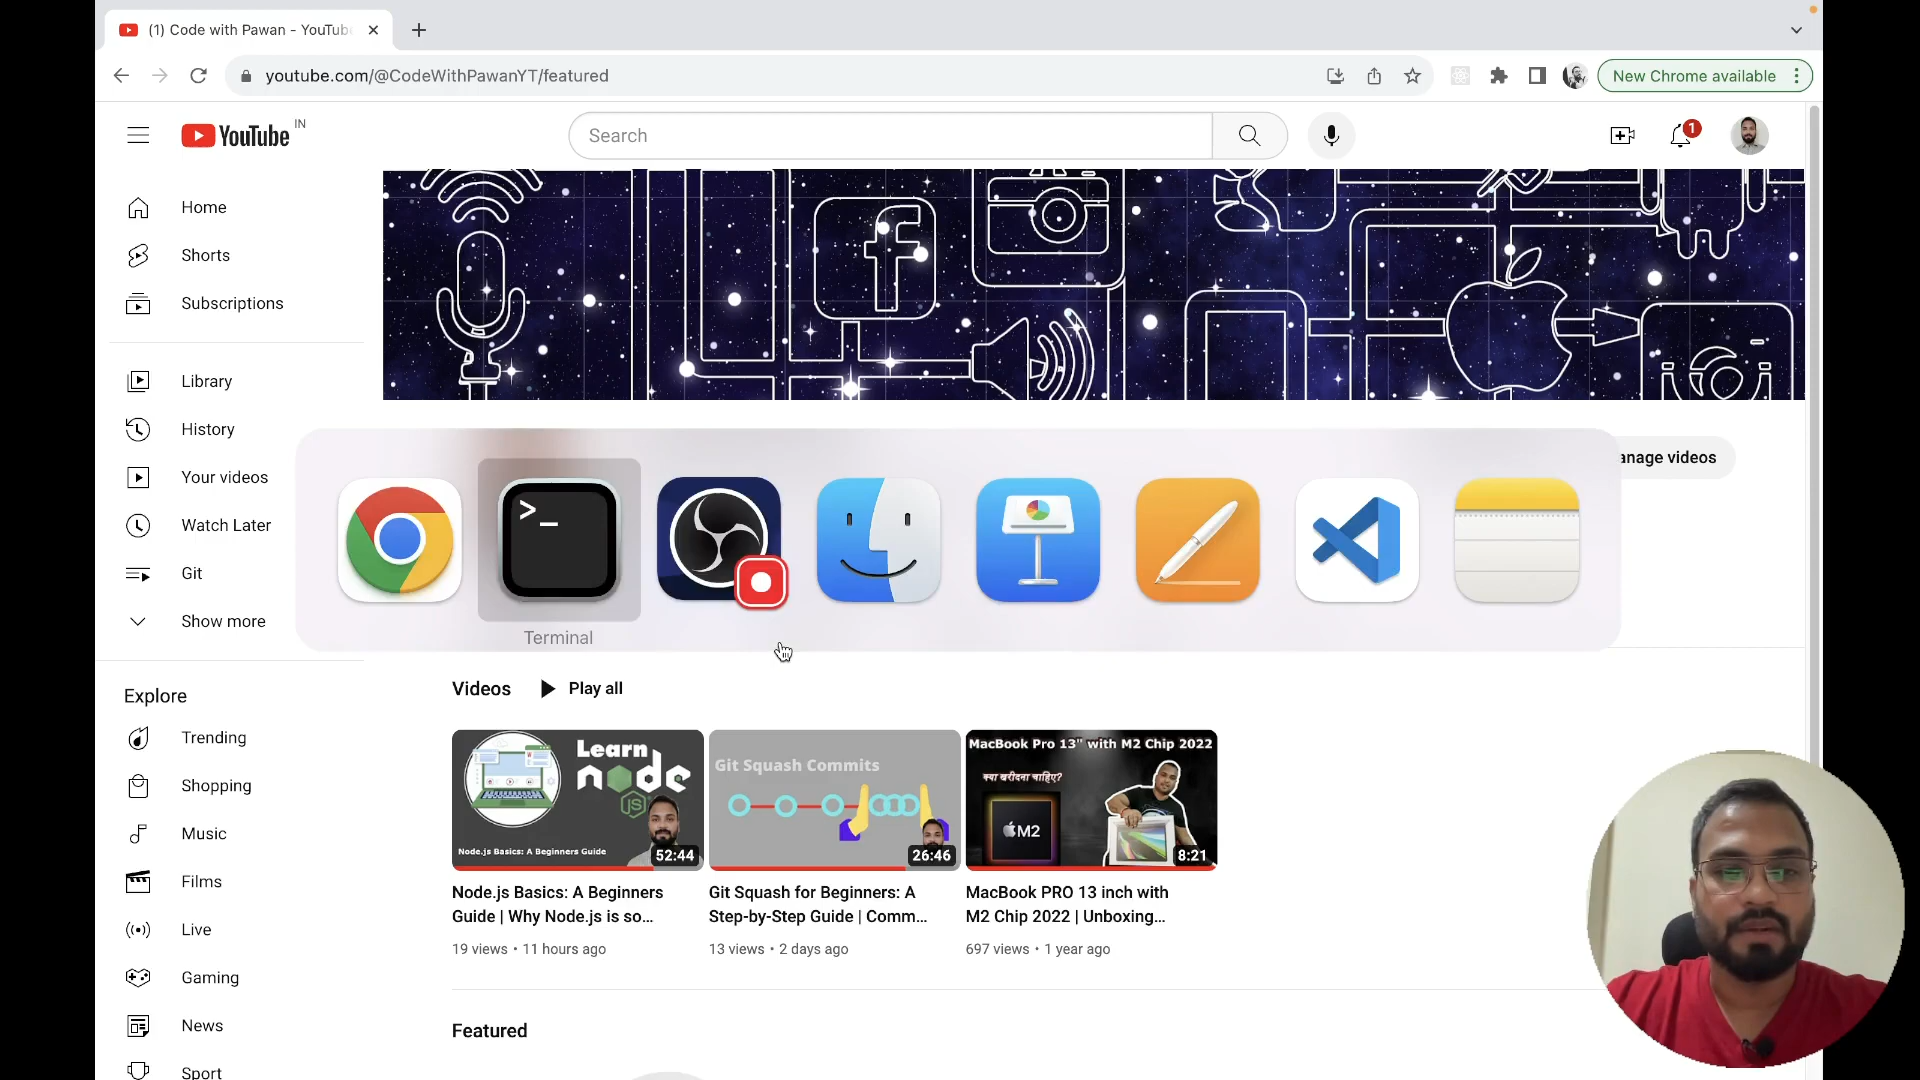 (1) Code with Pawan - YouTub
youtube.com/@CodeWithPawanYT/featured
New Chrome available
YouTube IN
Search
1
Home
Shorts
Subscriptions
Library
History
Your videos
Watch Later
Git
Show more
Explore
Trending
Shopping
Music
Films
Live
Gaming
News
Sport
anage videos
>_
Terminal
Videos
Play all
Learn
node
JS
Node.js Basics: A Beginners Guide
52:44
Node.js Basics: A Beginners
Guide | Why Node.js is so...
19 views • 11 hours ago
Git Squash Commits
26:46
Git Squash for Beginners: A
Step-by-Step Guide | Comm...
13 views • 2 days ago
MacBook Pro 13" with M2 Chip 2022
क्या खरीदना चाहिए?
M2
8:21
MacBook PRO 13 inch with
M2 Chip 2022 | Unboxing...
697 views • 1 year ago
Featured